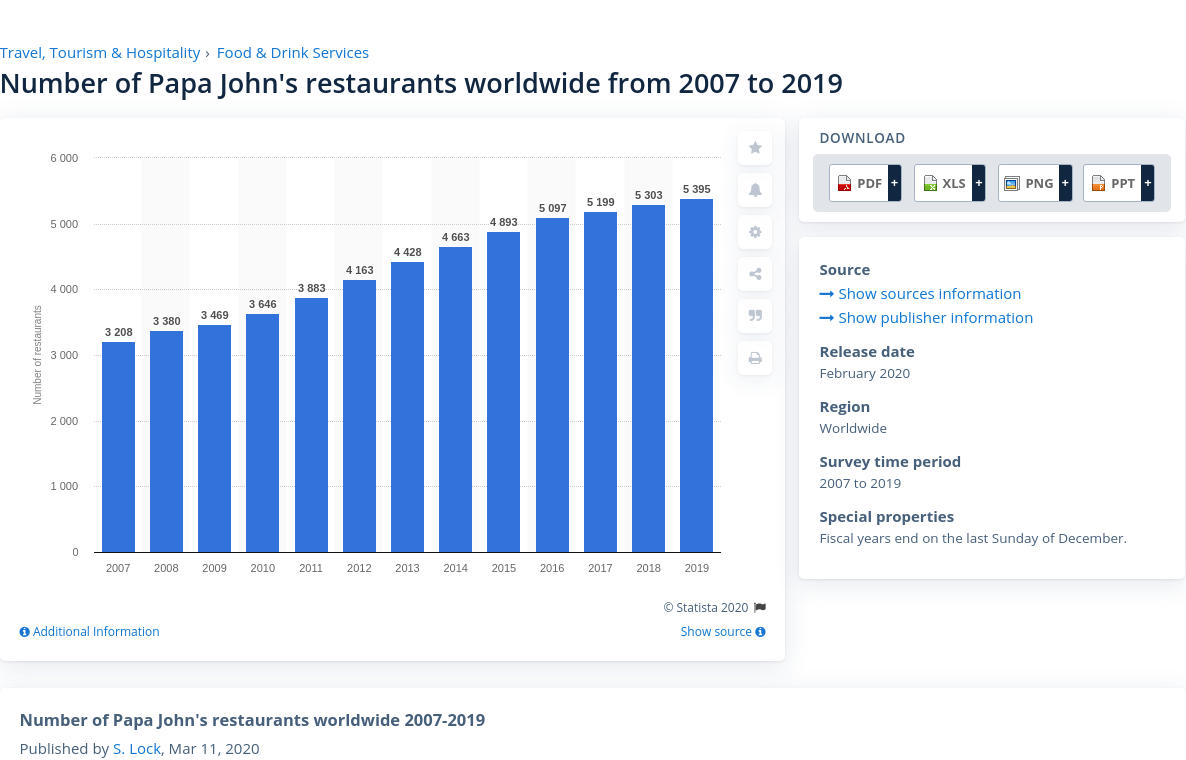 Travel, Tourism & Hospitality › Food & Drink Services
Number of Papa John's restaurants worldwide from 2007 to 2019
6 000
5 000
4 000
3 000
2 000
1 000
0
Number of restaurants
3 208
3 380
3 469
3 646
3 883
4 163
4 428
4 663
4 893
5 097
5 199
5 303
5 395
2007 2008 2009 2010 2011 2012 2013 2014 2015 2016 2017 2018 2019
© Statista 2020
Additional Information
Show source
DOWNLOAD
PDF + XLS + PNG + PPT +
Source
Show sources information
Show publisher information
Release date
February 2020
Region
Worldwide
Survey time period
2007 to 2019
Special properties
Fiscal years end on the last Sunday of December.
Number of Papa John's restaurants worldwide 2007-2019
Published by S. Lock, Mar 11, 2020